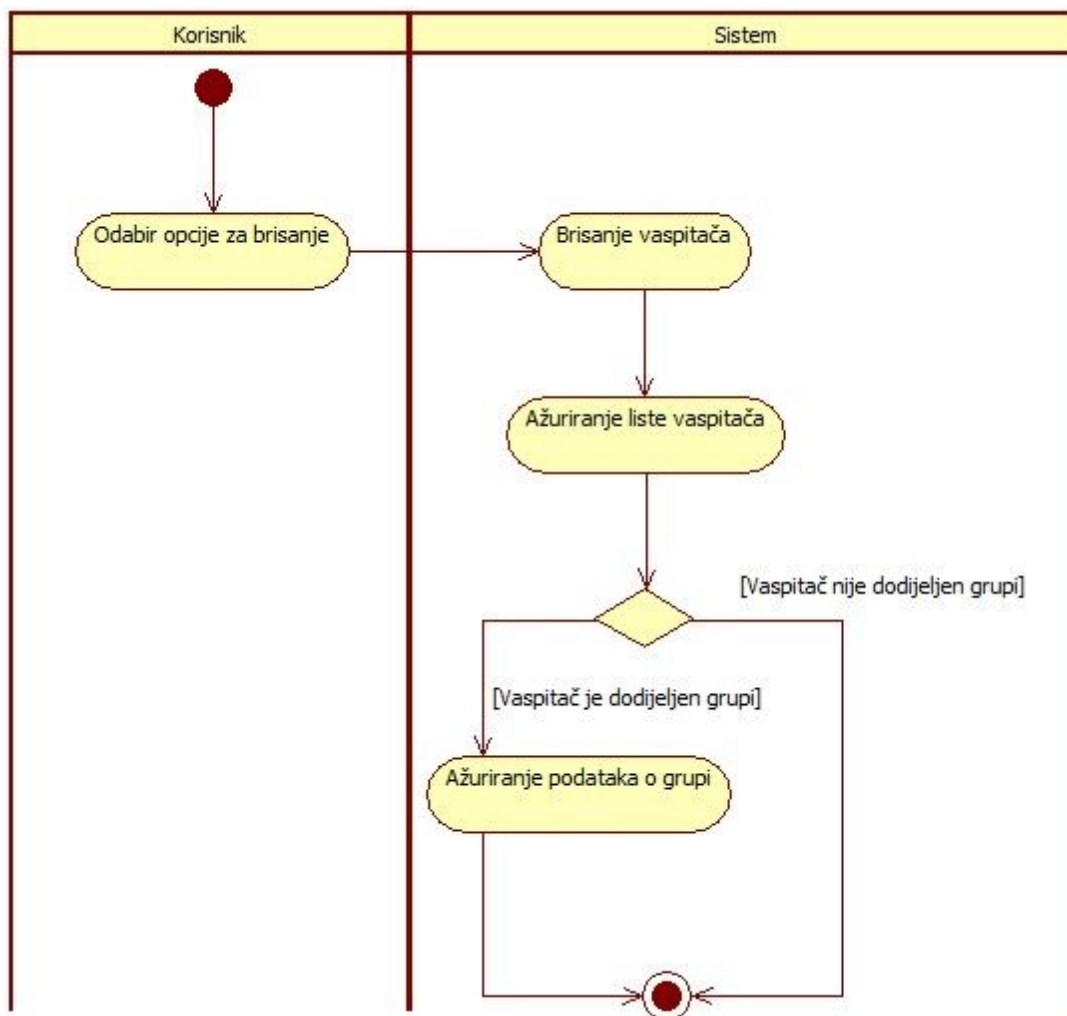 Korisnik
Sistem
Odabir opcije za brisanje
Brisanje vaspitača
Ažuriranje liste vaspitača
[Vaspitač nije dodijeljen grupi]
[Vaspitač je dodijeljen grupi]
Ažuriranje podataka o grupi